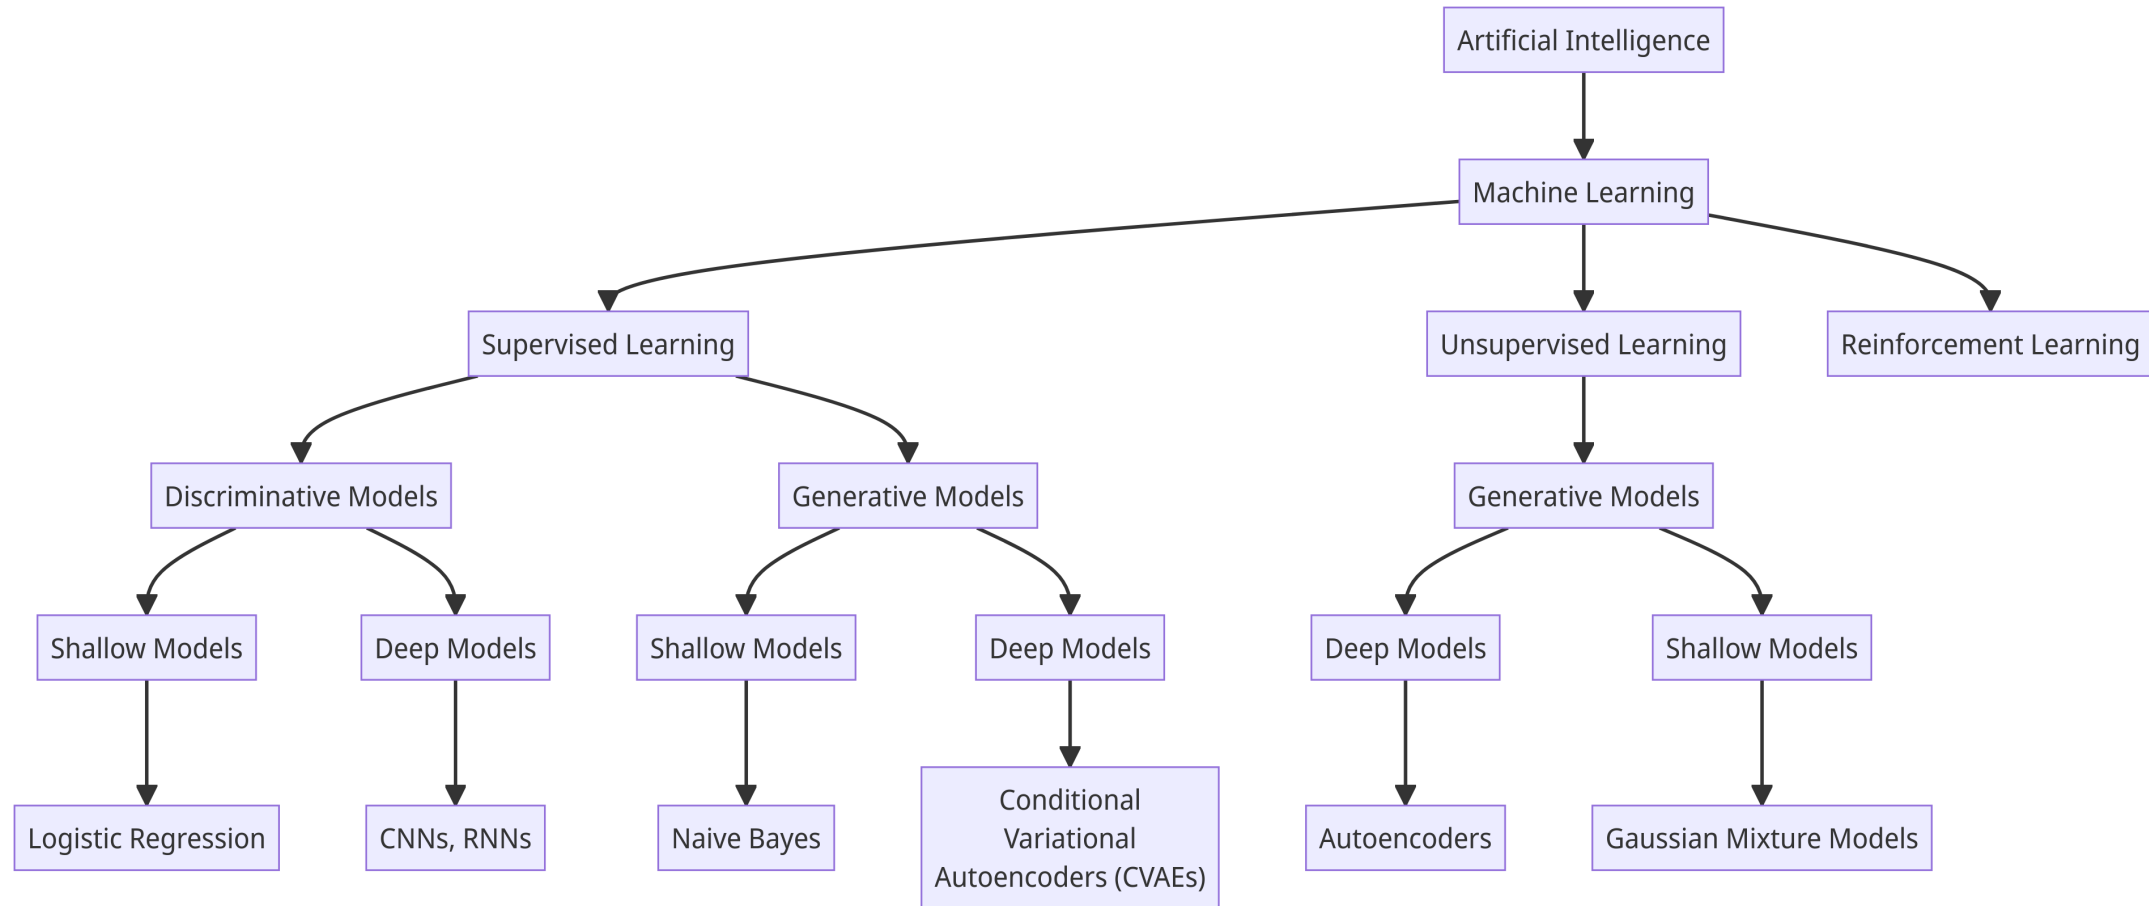 Artificial Intelligence
Machine Learning
Supervised Learning
Unsupervised Learning
Reinforcement Learning
Discriminative Models
Generative Models
Generative Models
Shallow Models
Deep Models
Shallow Models
Deep Models
Deep Models
Shallow Models
Logistic Regression
CNNs, RNNs
Naive Bayes
Conditional
Variational
Autoencoders (CVAEs)
Autoencoders
Gaussian Mixture Models